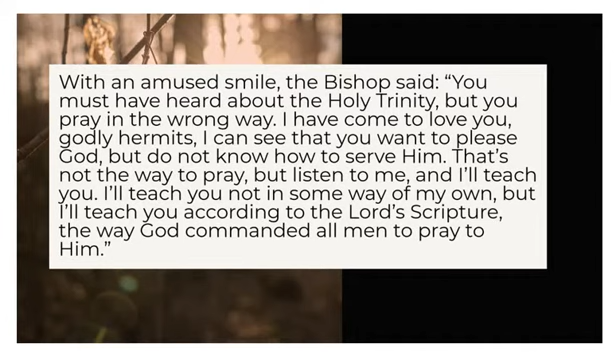 With an amused smile, the Bishop said: “You
must have heard about the Holy Trinity, but you
pray in the wrong way. I have come to love you,
godly hermits, I can see that you want to please
God, but do not know how to serve Him. That’s
not the way to pray, but listen to me, and I’ll teach
you. I’ll teach you not in some way of my own, but
I’ll teach you according to the Lord’s Scripture,
the way God commanded all men to pray to
Him.”